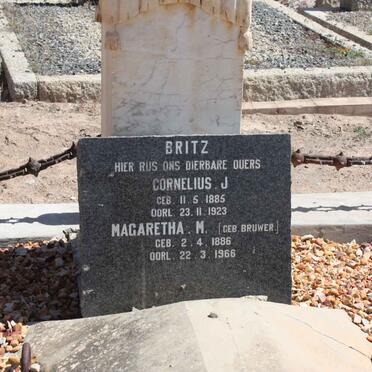 BRITZ
HIER RUS ONS DIERBARE OUERS
CORNELIUS. J
GEB. 11. 5. 1885
OORL. 23. 11. 1923
MAGARETHA. M. [GEB. BRUWER]
GEB. 2. 4. 1886
OORL. 22. 3. 1966